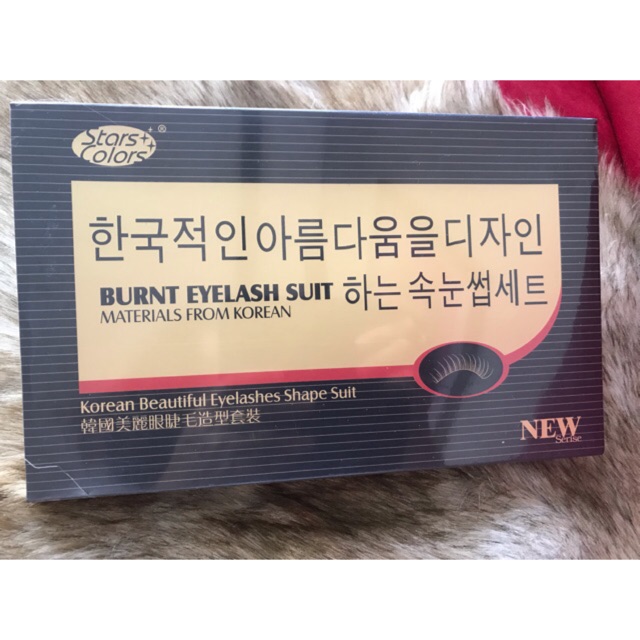 Stars Colors ®
한국적인아름다움을디자인
BURNT EYELASH SUIT 하는 속눈썹세트
MATERIALS FROM KOREAN
Korean Beautiful Eyelashes Shape Suit
韓國美麗眼睫毛造型套裝
NEW
Serise